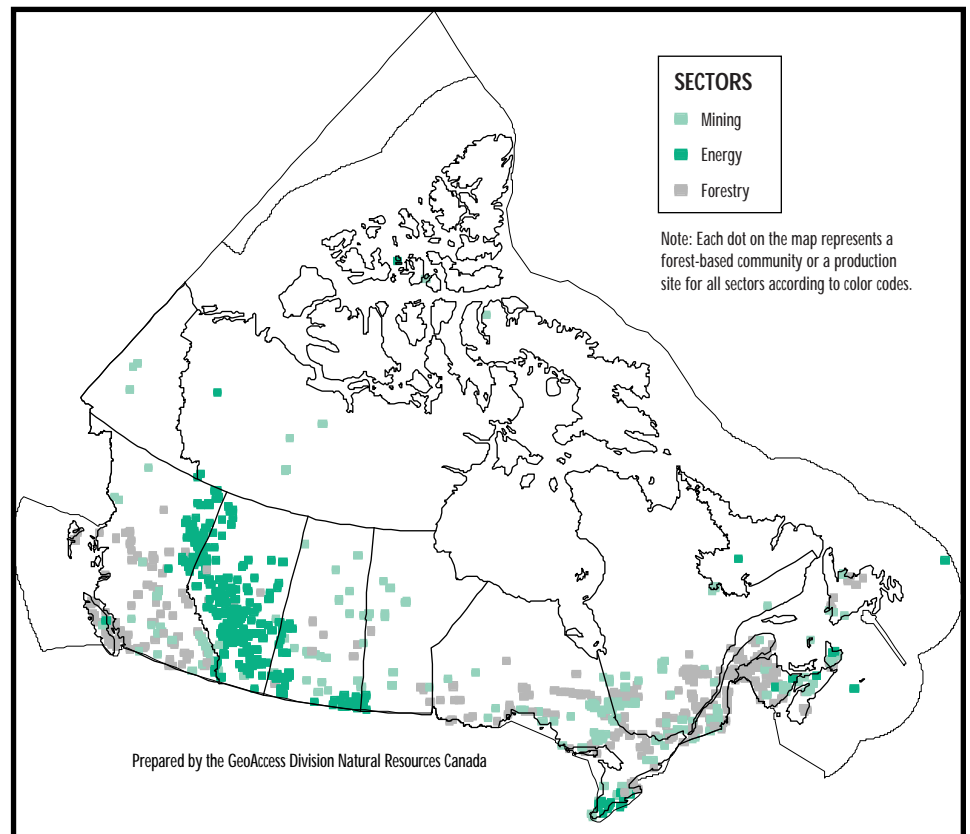 SECTORS
Mining
Energy
Forestry
Note: Each dot on the map represents a
forest-based community or a production
site for all sectors according to color codes.
Prepared by the GeoAccess Division Natural Resources Canada